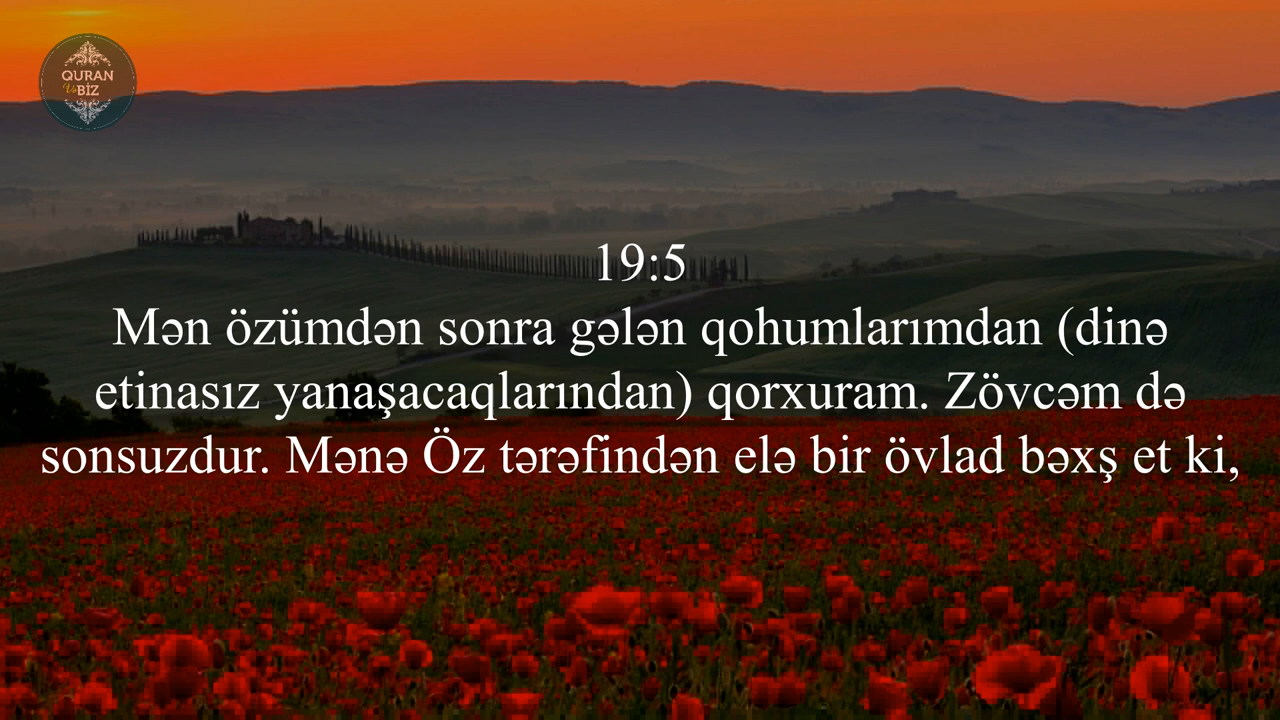 QURAN
Və BİZ
19:5
Mən özümdən sonra gələn qohumlarımdan (dinə
etinasız yanaşacaqlarından) qorxuram. Zövcəm də
sonsuzdur. Mənə Öz tərəfindən elə bir övlad bəxş et ki,